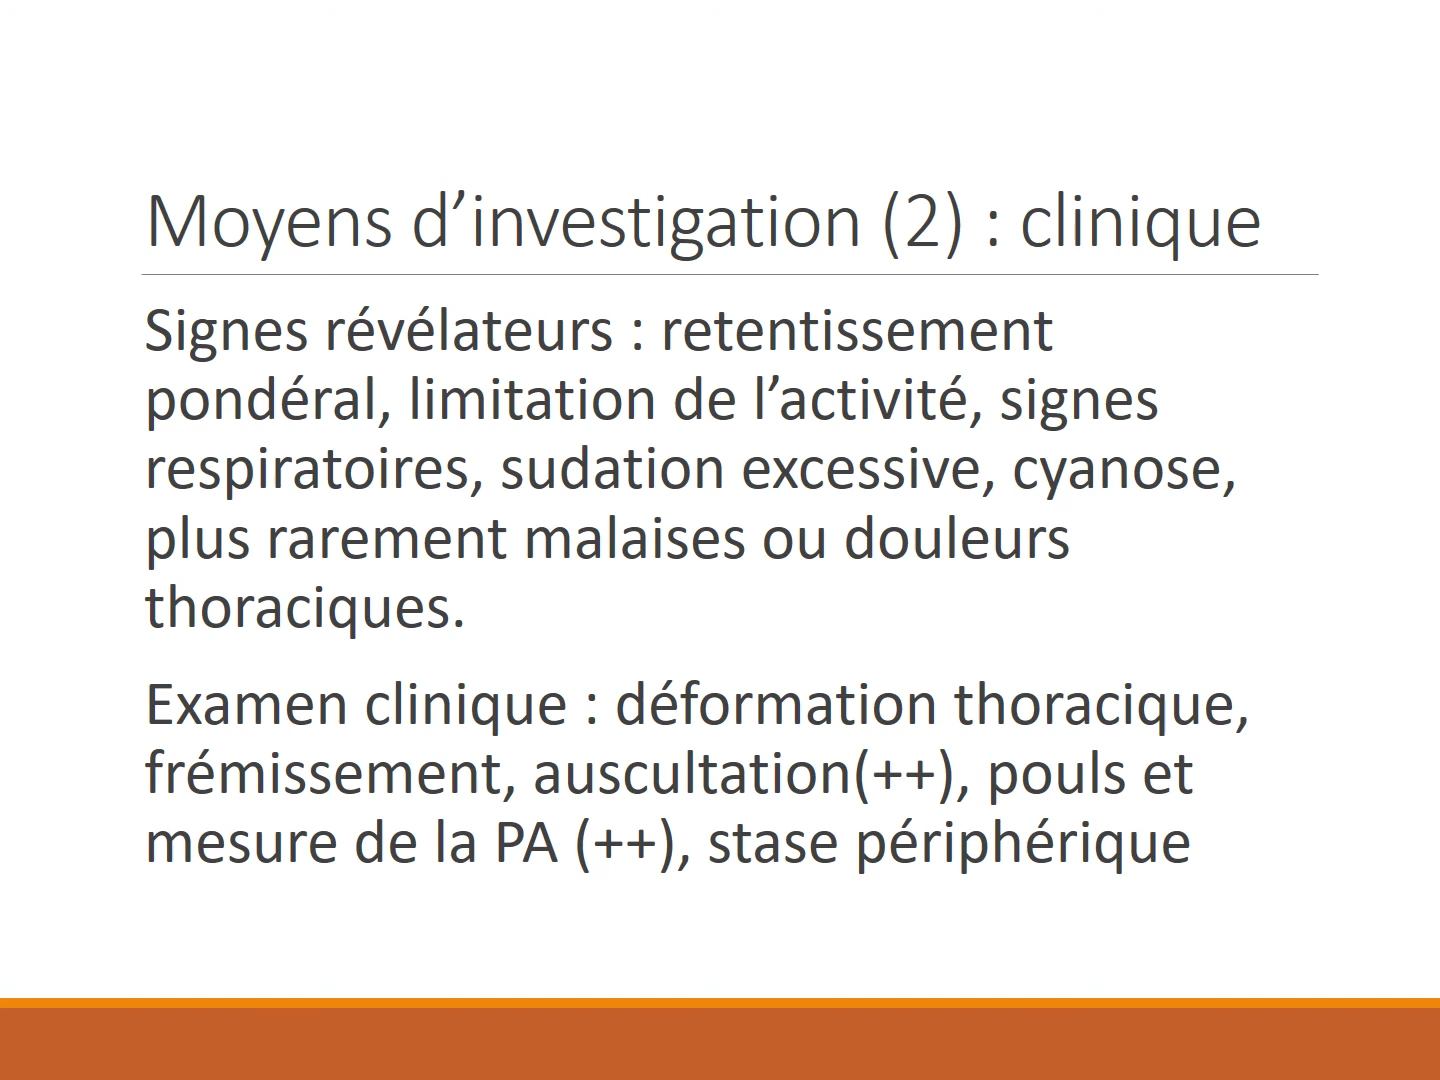 Moyens d’investigation (2) : clinique
Signes révélateurs : retentissement
pondéral, limitation de l’activité, signes
respiratoires, sudation excessive, cyanose,
plus rarement malaises ou douleurs
thoraciques.
Examen clinique : déformation thoracique,
frémissement, auscultation(++), pouls et
mesure de la PA (++), stase périphérique